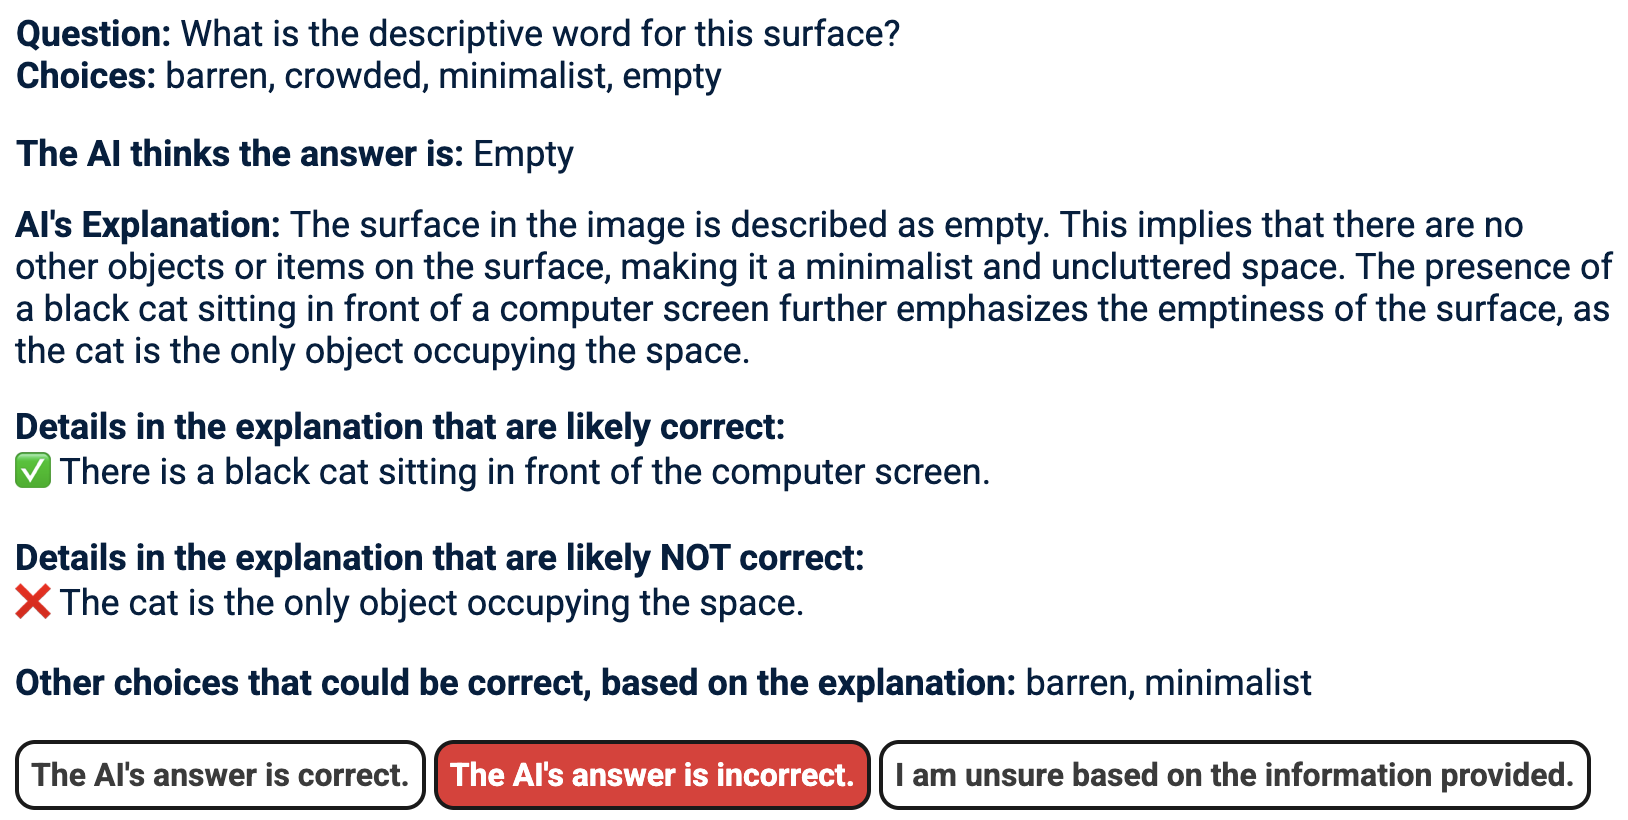 Question: What is the descriptive word for this surface?
Choices: barren, crowded, minimalist, empty
The AI thinks the answer is: Empty
AI's Explanation: The surface in the image is described as empty. This implies that there are no
other objects or items on the surface, making it a minimalist and uncluttered space. The presence of
a black cat sitting in front of a computer screen further emphasizes the emptiness of the surface, as
the cat is the only object occupying the space.
Details in the explanation that are likely correct:
✅ There is a black cat sitting in front of the computer screen.
Details in the explanation that are likely NOT correct:
❌ The cat is the only object occupying the space.
Other choices that could be correct, based on the explanation: barren, minimalist
The AI's answer is correct. The AI's answer is incorrect. I am unsure based on the information provided.